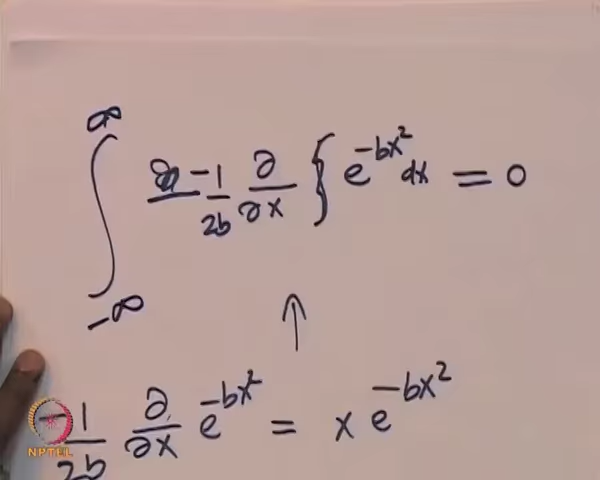 ∫_{-∞}^{∞} -1/2b ∂/∂x { e^{-bx²} dx = 0
↑
-1/2b ∂/∂x e^{-bx²} = x e^{-bx²}
NPTEL